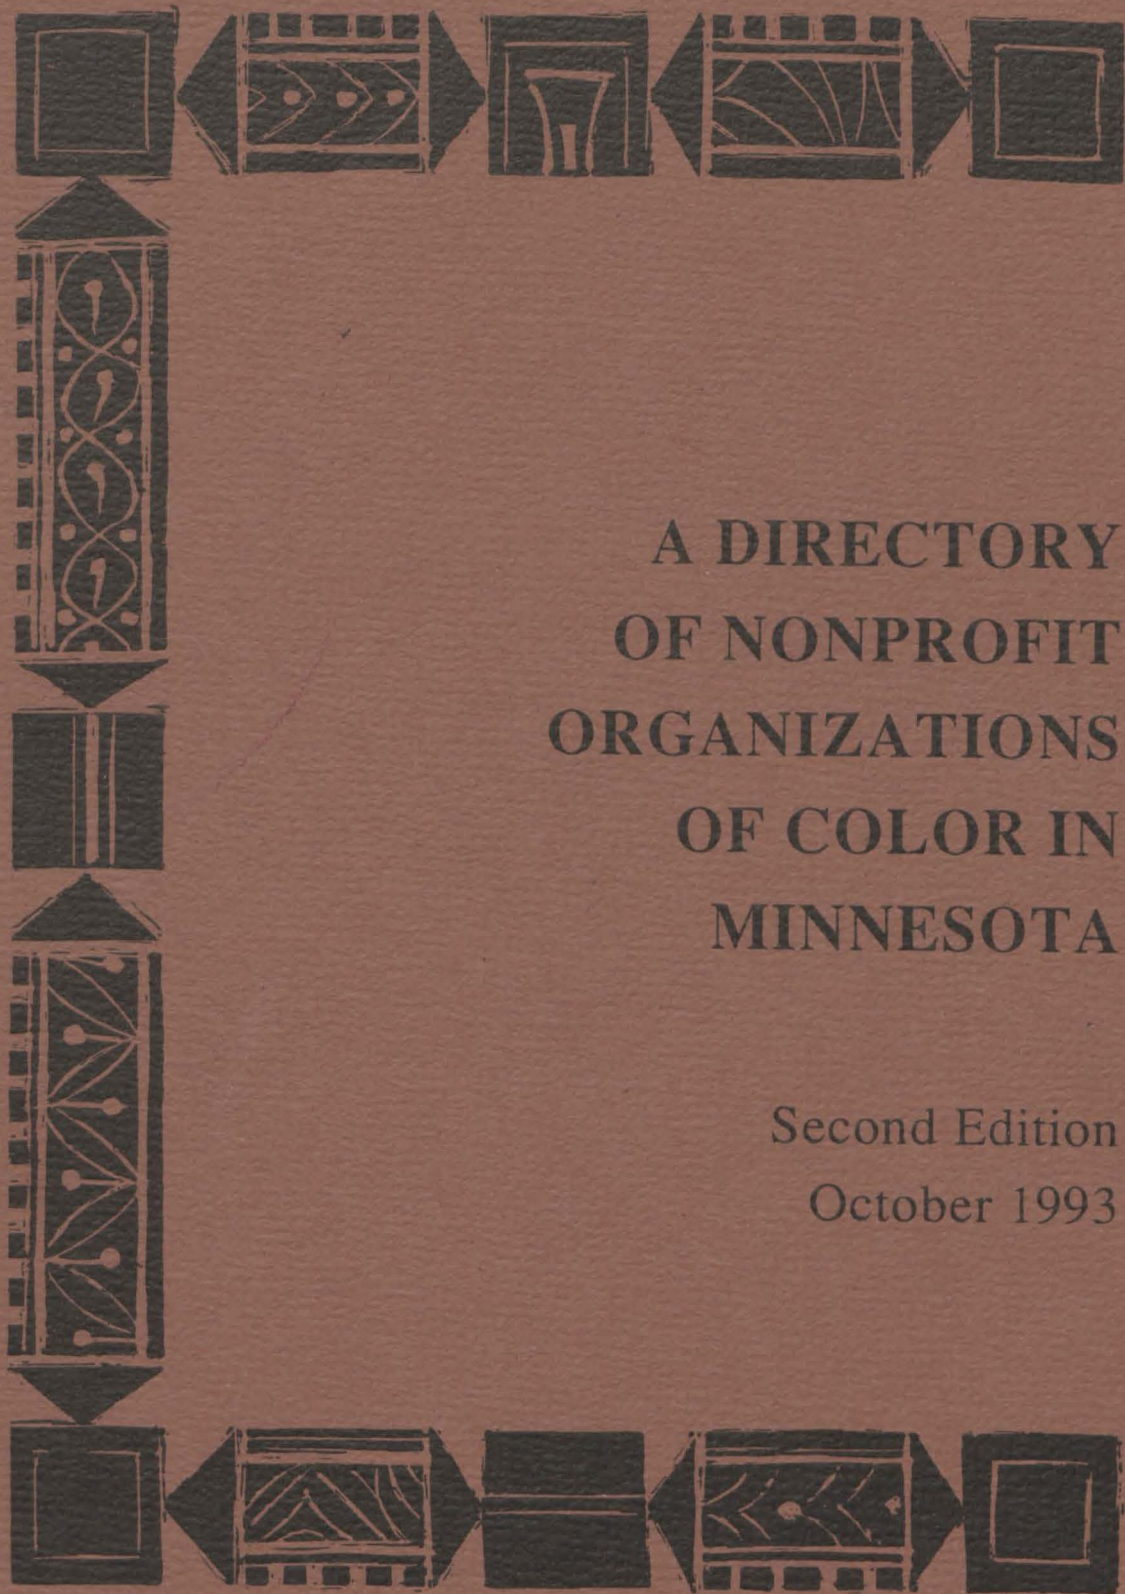 A DIRECTORY
OF NONPROFIT
ORGANIZATIONS
OF COLOR IN
MINNESOTA
Second Edition
October 1993